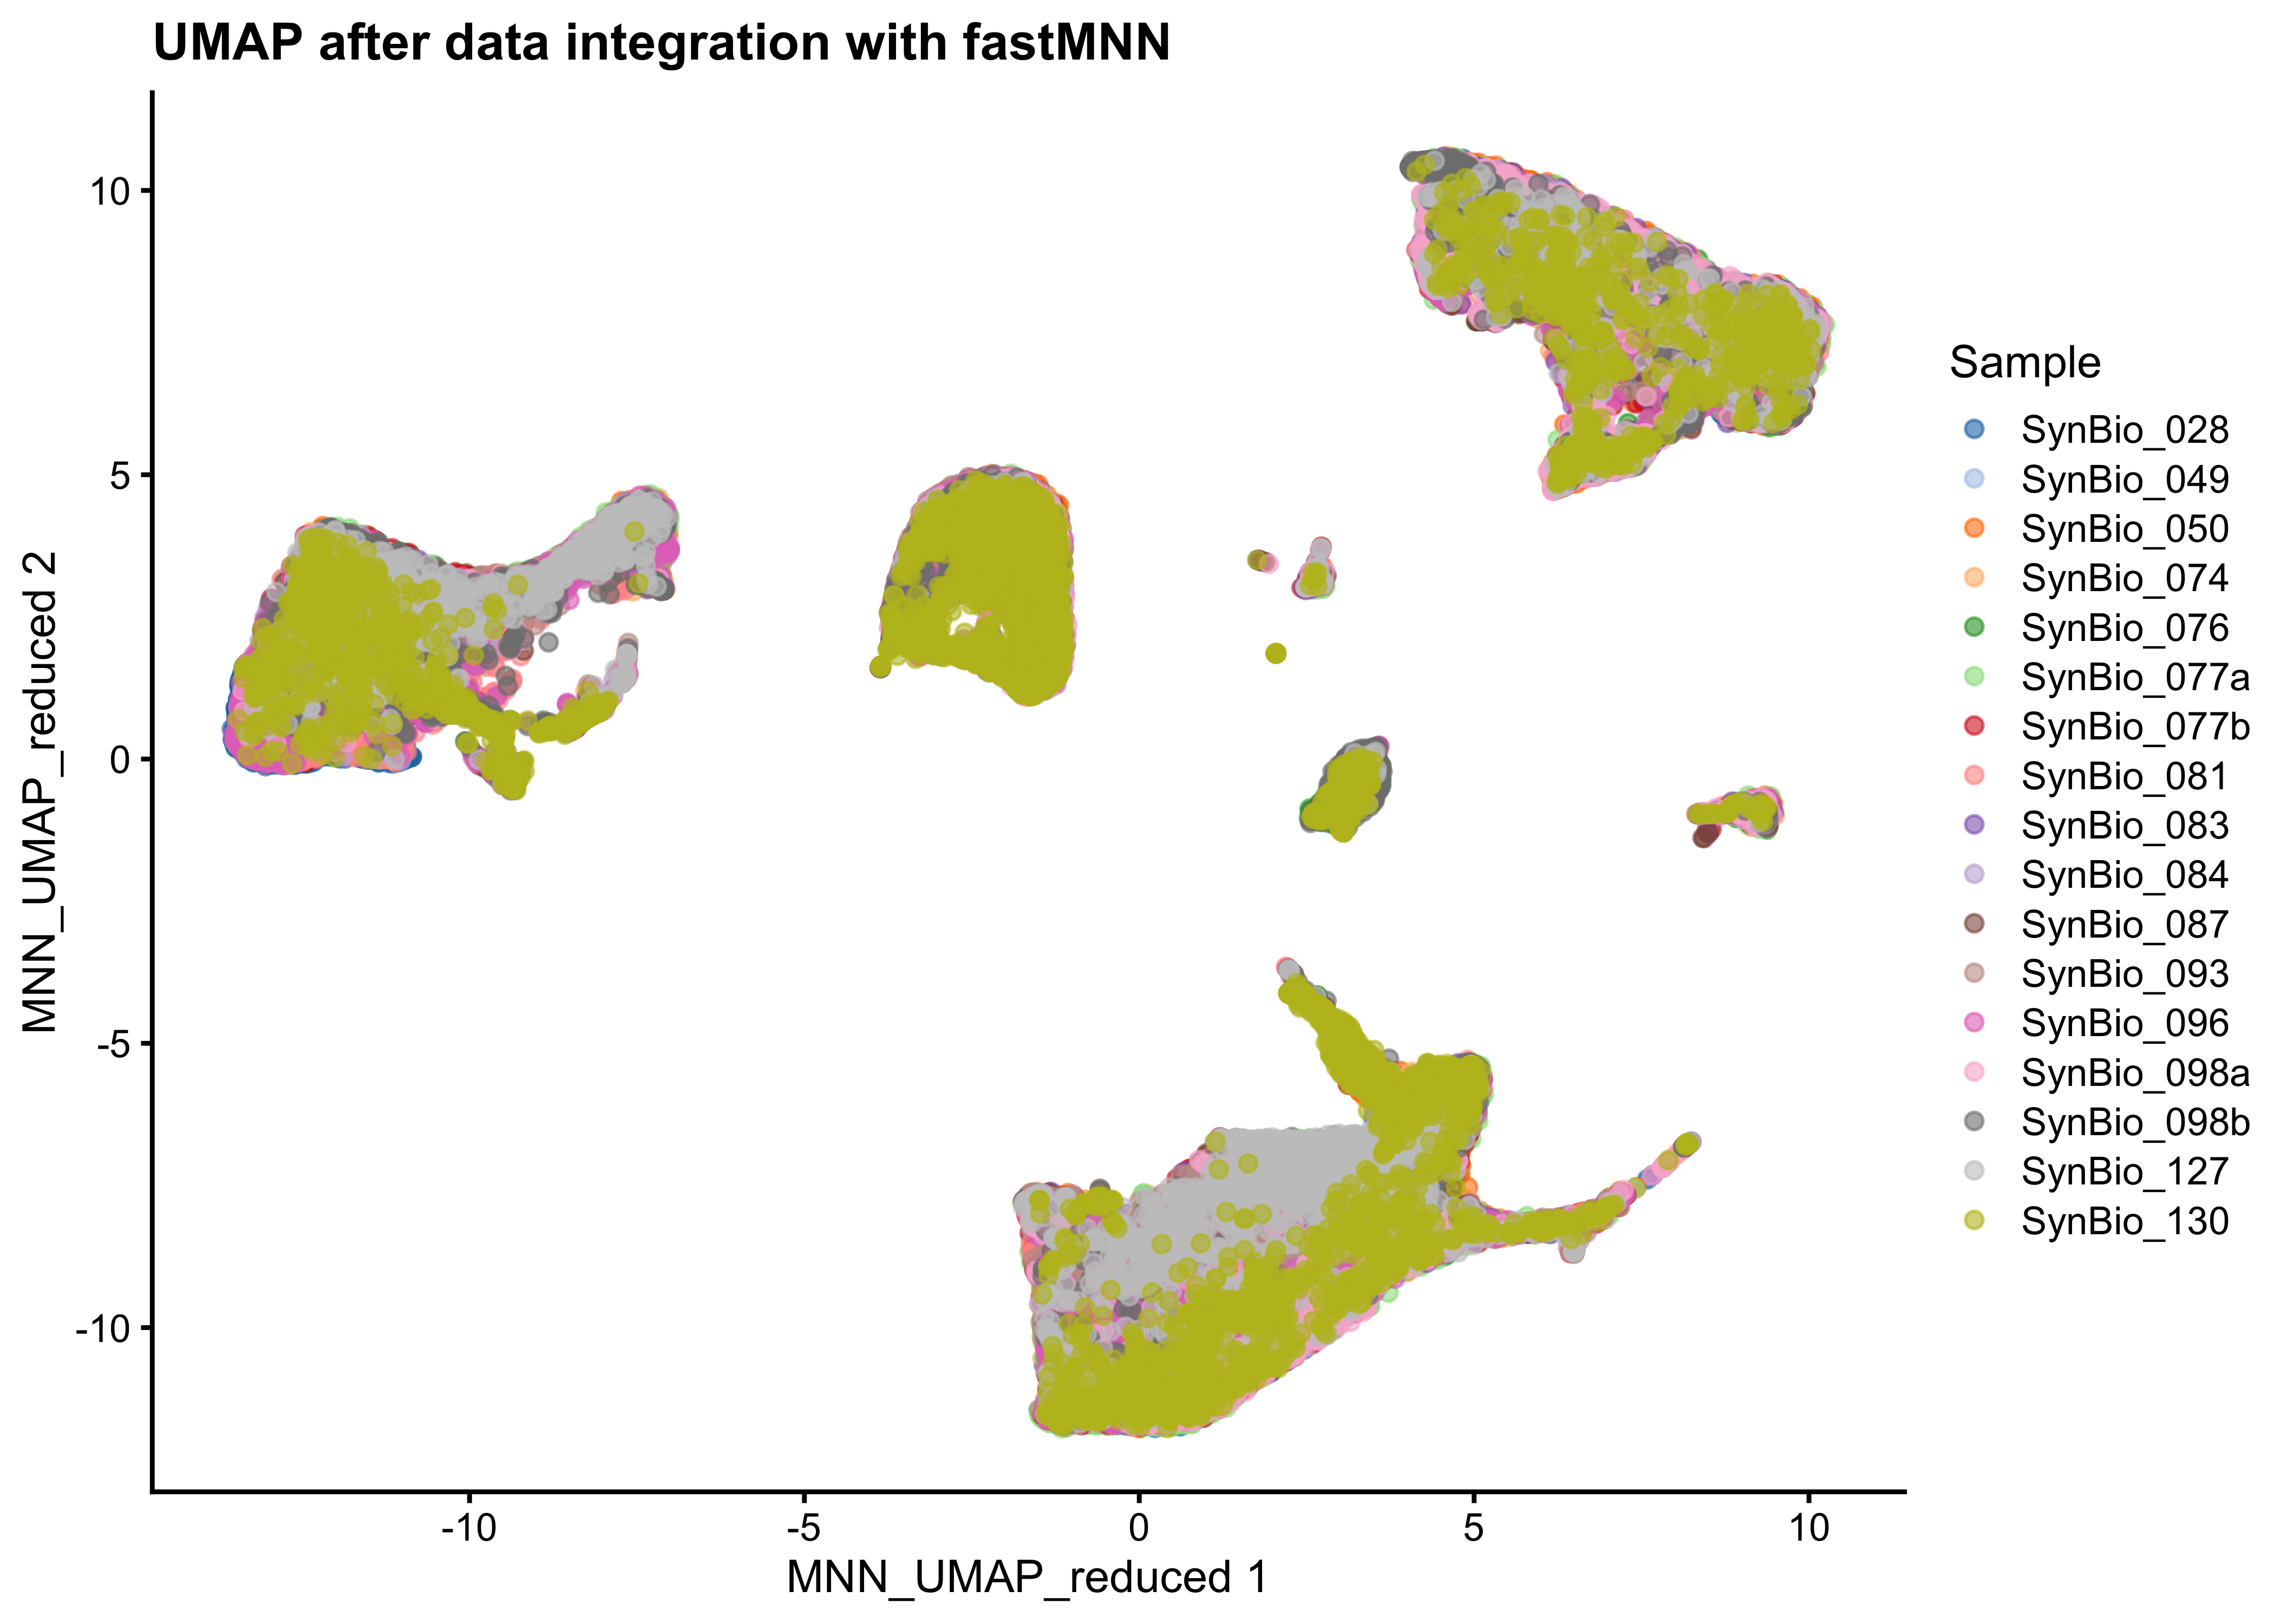 UMAP after data integration with fastMNN
MNN_UMAP_reduced 2
10
5
0
-5
-10
-10
-5
0
5
10
MNN_UMAP_reduced 1
Sample
SynBio_028
SynBio_049
SynBio_050
SynBio_074
SynBio_076
SynBio_077a
SynBio_077b
SynBio_081
SynBio_083
SynBio_084
SynBio_087
SynBio_093
SynBio_096
SynBio_098a
SynBio_098b
SynBio_127
SynBio_130